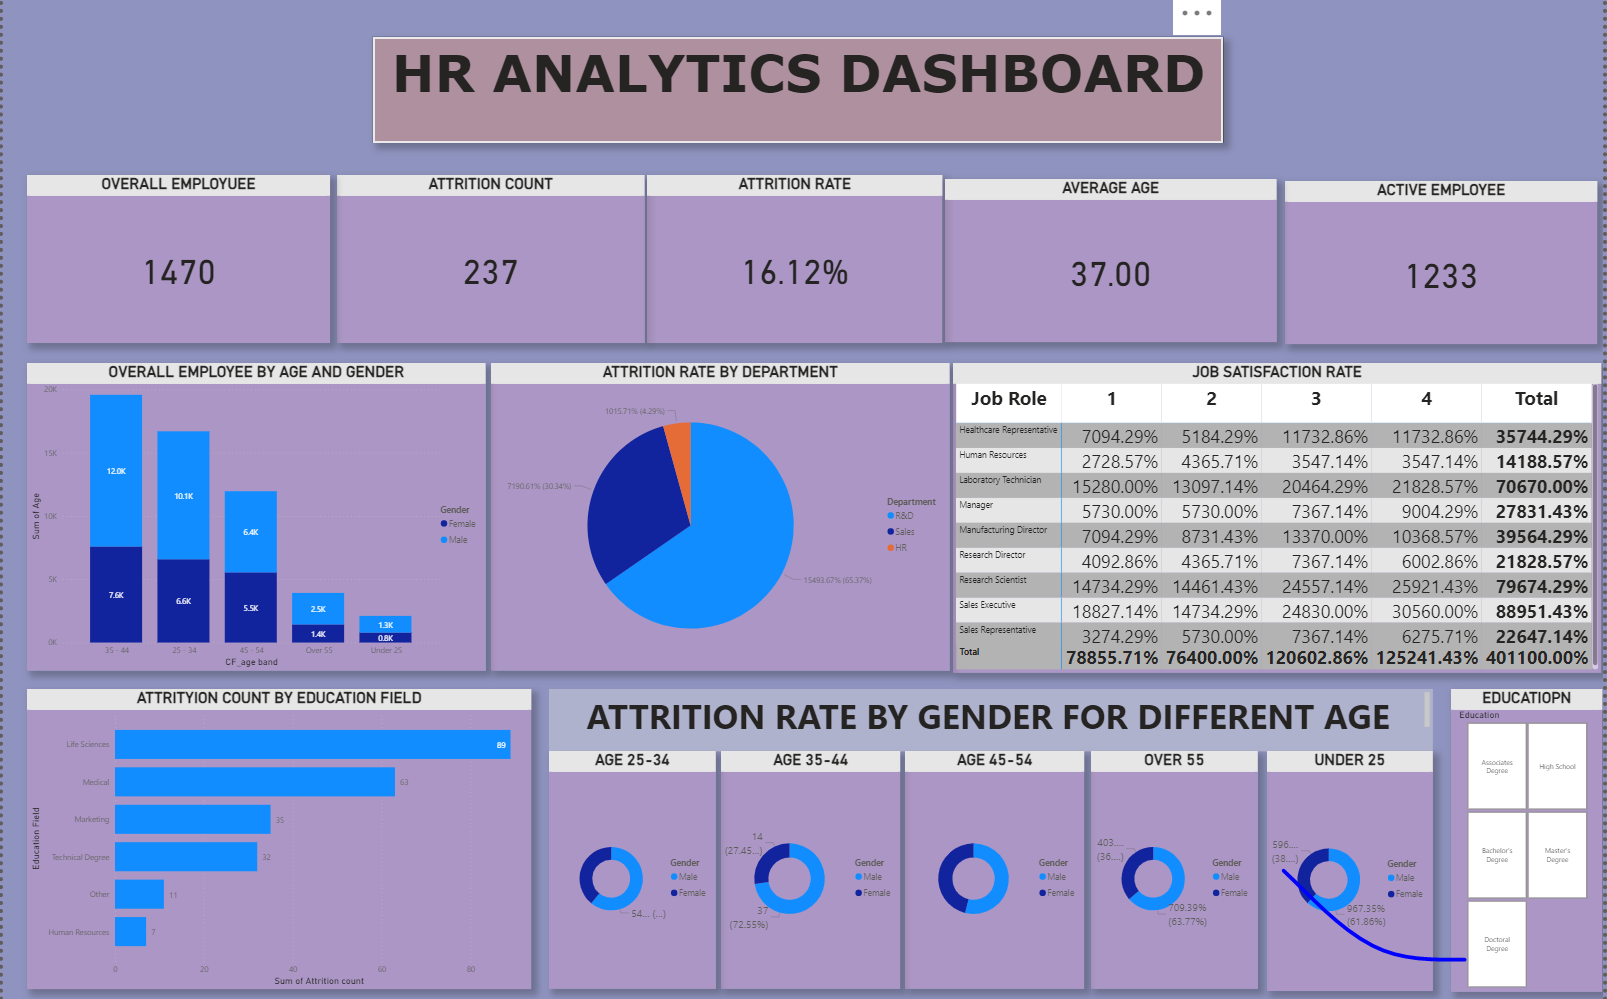 HR ANALYTICS DASHBOARD
OVERALL EMPLOYUEE
1470
ATTRITION COUNT
237
ATTRITION RATE
16.12%
AVERAGE AGE
37.00
ACTIVE EMPLOYEE
1233
OVERALL EMPLOYEE BY AGE AND GENDER
Sum of Age
20K
15K
10K
5K
0K
12.0K
7.6K
10.1K
6.6K
6.4K
5.5K
2.5K
1.4K
1.3K
0.8K
35 - 44
25 - 34
45 - 54
Over 55
Under 25
CF_age band
Gender
Female
Male
ATTRITION RATE BY DEPARTMENT
1015.71% (4.29%)
7190.61% (30.34%)
15493.67% (65.37%)
Department
R&D
Sales
HR
JOB SATISFACTION RATE
Job Role 1 2 3 4 Total
Healthcare Representative 7094.29% 5184.29% 11732.86% 11732.86% 35744.29%
Human Resources 2728.57% 4365.71% 3547.14% 3547.14% 14188.57%
Laboratory Technician 15280.00% 13097.14% 20464.29% 21828.57% 70670.00%
Manager 5730.00% 5730.00% 7367.14% 9004.29% 27831.43%
Manufacturing Director 7094.29% 8731.43% 13370.00% 10368.57% 39564.29%
Research Director 4092.86% 4365.71% 7367.14% 6002.86% 21828.57%
Research Scientist 14734.29% 14461.43% 24557.14% 25921.43% 79674.29%
Sales Executive 18827.14% 14734.29% 24830.00% 30560.00% 88951.43%
Sales Representative 3274.29% 5730.00% 7367.14% 6275.71% 22647.14%
Total 78855.71% 76400.00% 120602.86% 125241.43% 401100.00%
ATTRITYION COUNT BY EDUCATION FIELD
Education Field
Life Sciences 89
Medical 63
Marketing 35
Technical Degree 32
Other 11
Human Resources 7
0 20 40 60 80
Sum of Attrition count
ATTRITION RATE BY GENDER FOR DIFFERENT AGE
AGE 25-34
54... (...)
Gender
Male
Female
AGE 35-44
14
(27.45...)
37
(72.55%)
Gender
Male
Female
AGE 45-54
Gender
Male
Female
OVER 55
403....
(36....)
709.39%
(63.77%)
Gender
Male
Female
UNDER 25
596....
(38....)
967.35%
(61.86%)
Gender
Male
Female
EDUCATIOPN
Education
Associates
Degree
High School
Bachelor's
Degree
Master's
Degree
Doctoral
Degree